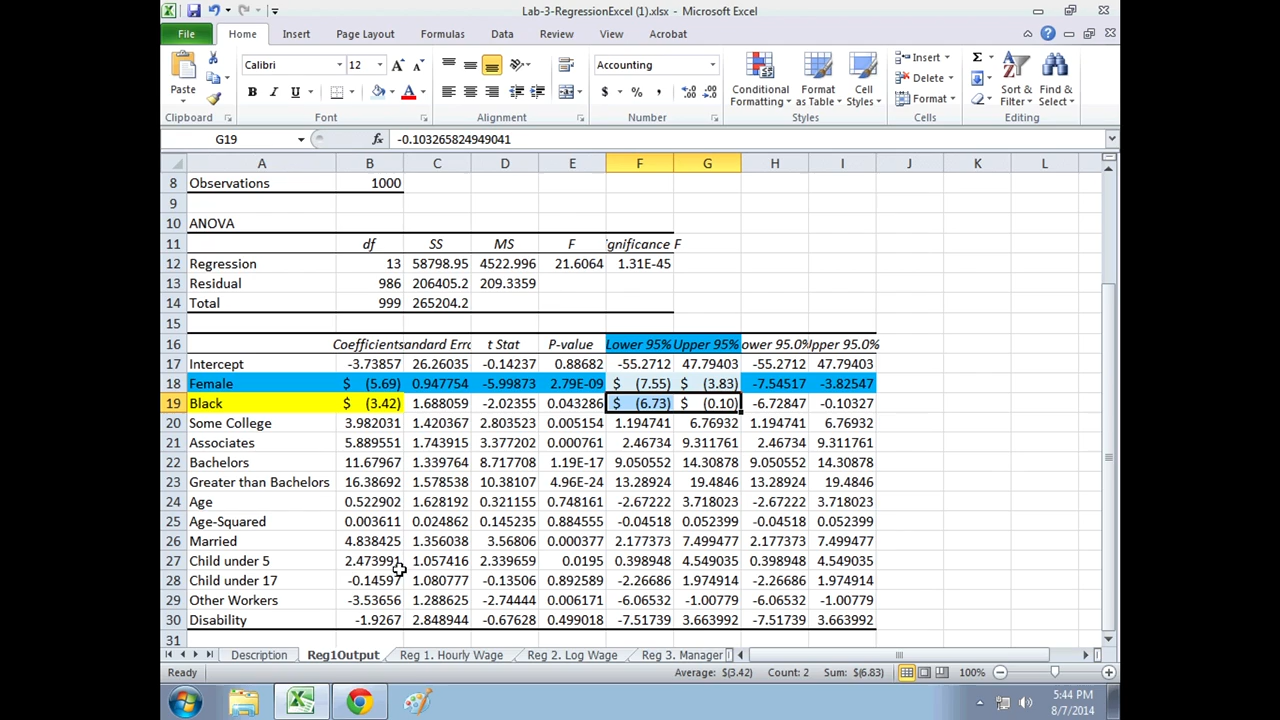 Lab-3-RegressionExcel (1).xlsx - Microsoft Excel
File Home Insert Page Layout Formulas Data Review View Acrobat
Paste
Calibri 12
B I U
Accounting
$ % ,
Conditional Formatting
Format as Table
Cell Styles
Insert
Delete
Format
Sort & Filter
Find & Select
Clipboard Font Alignment Number Styles Cells Editing
G19 fx -0.103265824949041
A B C D E F G H I J K L
8 Observations 1000
9
10 ANOVA
11 df SS MS F gnificance F
12 Regression 13 58798.95 4522.996 21.6064 1.31E-45
13 Residual 986 206405.2 209.3359
14 Total 999 265204.2
15
16 Coefficients andard Erro t Stat P-value Lower 95% Upper 95% ower 95.0% Upper 95.0%
17 Intercept -3.73857 26.26035 -0.14237 0.88682 -55.2712 47.79403 -55.2712 47.79403
18 Female $ (5.69) 0.947754 -5.99873 2.79E-09 $ (7.55) $ (3.83) -7.54517 -3.82547
19 Black $ (3.42) 1.688059 -2.02355 0.043286 $ (6.73) $ (0.10) -6.72847 -0.10327
20 Some College 3.982031 1.420367 2.803523 0.005154 1.194741 6.76932 1.194741 6.76932
21 Associates 5.889551 1.743915 3.377202 0.000761 2.46734 9.311761 2.46734 9.311761
22 Bachelors 11.67967 1.339764 8.717708 1.19E-17 9.050552 14.30878 9.050552 14.30878
23 Greater than Bachelors 16.38692 1.578538 10.38107 4.96E-24 13.28924 19.4846 13.28924 19.4846
24 Age 0.522902 1.628192 0.321155 0.748161 -2.67222 3.718023 -2.67222 3.718023
25 Age-Squared 0.003611 0.024862 0.145235 0.884555 -0.04518 0.052399 -0.04518 0.052399
26 Married 4.838425 1.356038 3.56806 0.000377 2.177373 7.499477 2.177373 7.499477
27 Child under 5 2.473991 1.057416 2.339659 0.0195 0.398948 4.549035 0.398948 4.549035
28 Child under 17 -0.14597 1.080777 -0.13506 0.892589 -2.26686 1.974914 -2.26686 1.974914
29 Other Workers -3.53656 1.288625 -2.74444 0.006171 -6.06532 -1.00779 -6.06532 -1.00779
30 Disability -1.9267 2.848944 -0.67628 0.499018 -7.51739 3.663992 -7.51739 3.663992
31
Description Reg1Output Reg 1. Hourly Wage Reg 2. Log Wage Reg 3. Manager
Ready Average: $(3.42) Count: 2 Sum: $(6.83) 100%
5:44 PM
8/7/2014